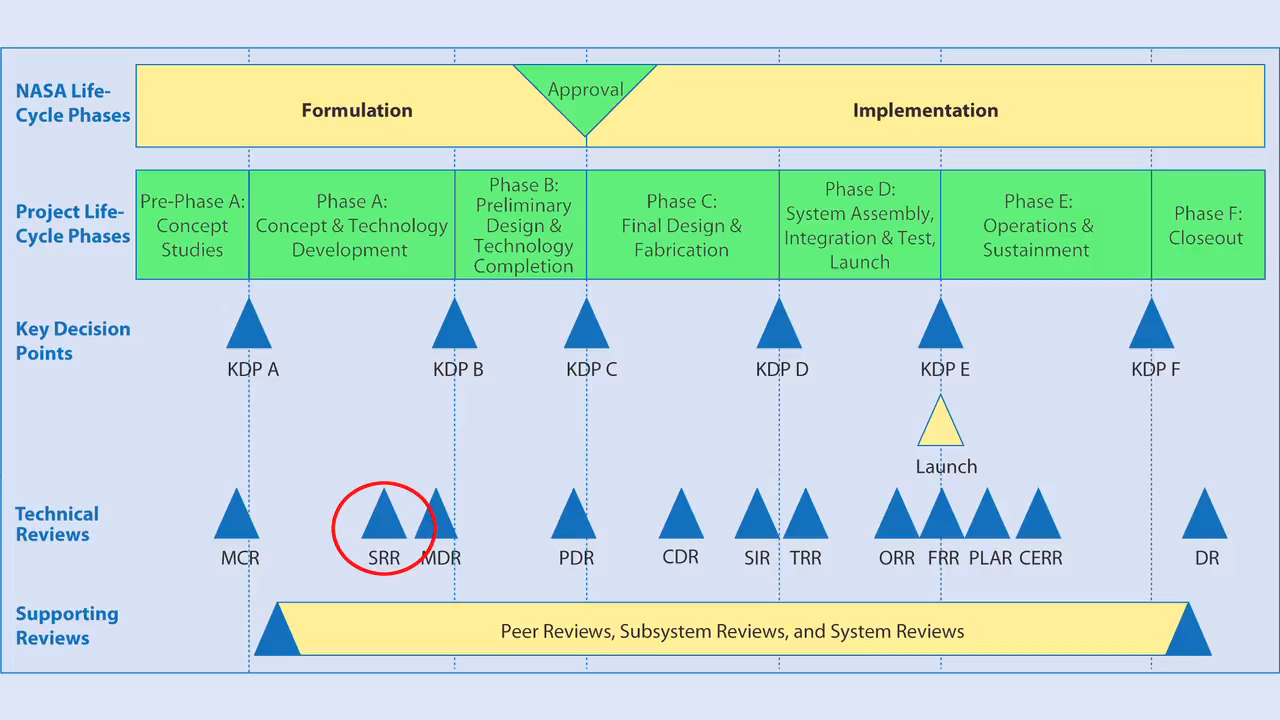 NASA Life-
Cycle Phases
Formulation
Approval
Implementation
Project Life-
Cycle Phases
Pre-Phase A:
Concept
Studies
Phase A:
Concept & Technology
Development
Phase B:
Preliminary
Design &
Technology
Completion
Phase C:
Final Design &
Fabrication
Phase D:
System Assembly,
Integration & Test,
Launch
Phase E:
Operations &
Sustainment
Phase F:
Closeout
Key Decision
Points
KDP A
KDP B
KDP C
KDP D
KDP E
KDP F
Launch
Technical
Reviews
MCR
SRR
MDR
PDR
CDR
SIR
TRR
ORR
FRR
PLAR
CERR
DR
Supporting
Reviews
Peer Reviews, Subsystem Reviews, and System Reviews